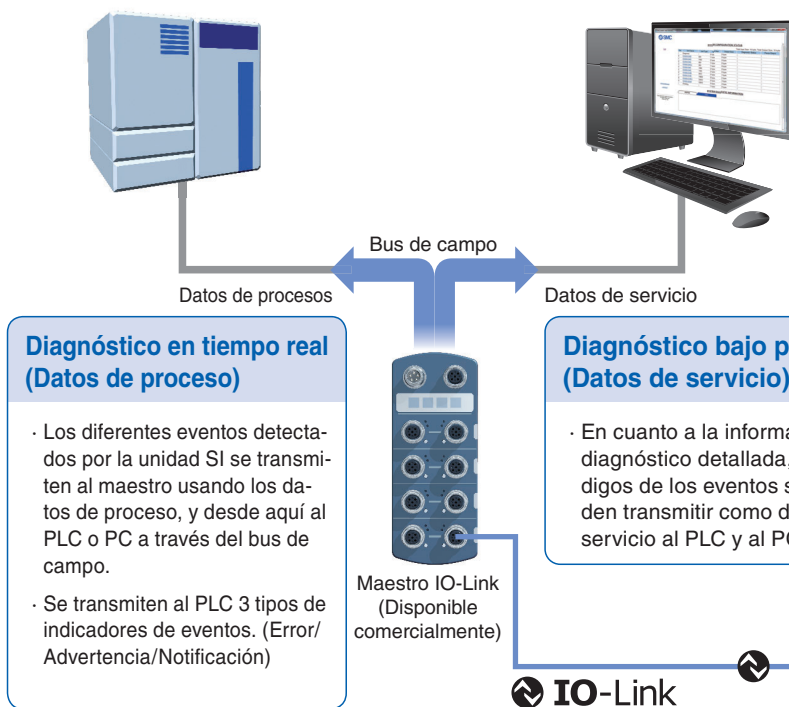 Bus de campo
Datos de procesos
Datos de servicio
Diagnóstico en tiempo real
(Datos de proceso)
· Los diferentes eventos detecta-
dos por la unidad SI se transmi-
ten al maestro usando los da-
tos de proceso, y desde aquí al
PLC o PC a través del bus de
campo.
· Se transmiten al PLC 3 tipos de
indicadores de eventos. (Error/
Advertencia/Notificación)
Maestro IO-Link
(Disponible
comercialmente)
Diagnóstico bajo p
(Datos de servicio)
· En cuanto a la informa
diagnóstico detallada,
digos de los eventos s
den transmitir como d
servicio al PLC y al PC
IO-Link
SMC